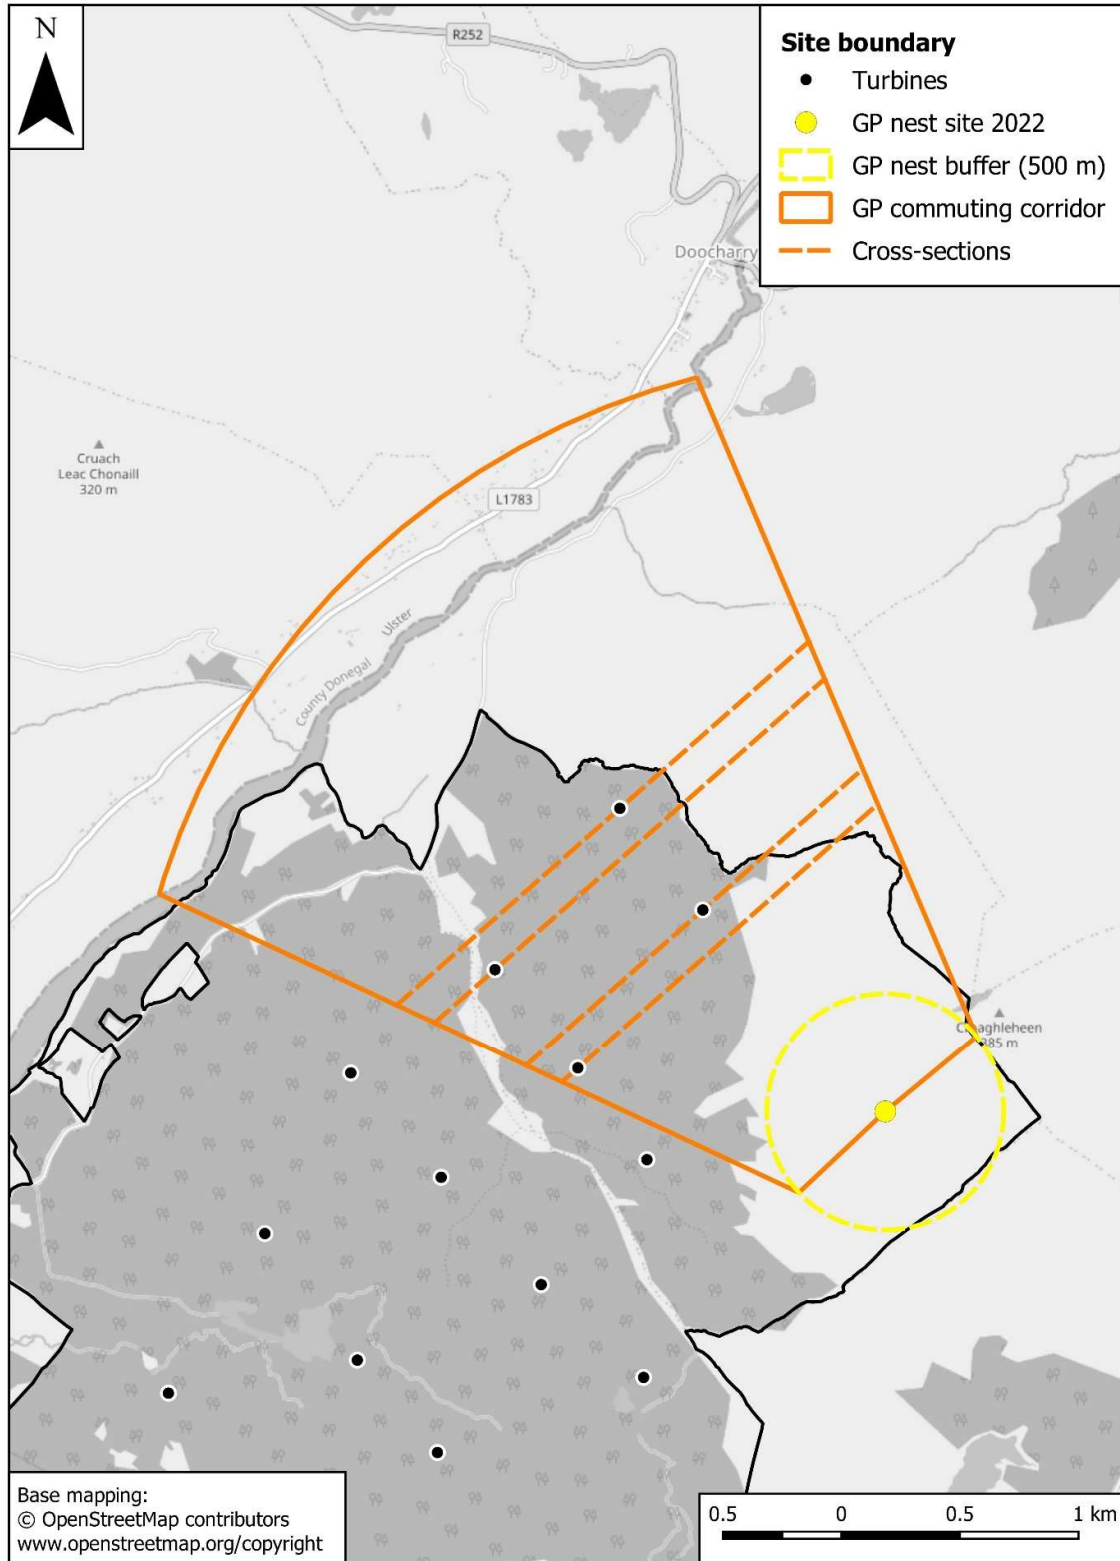 N
R252
Site boundary
Turbines
GP nest site 2022
GP nest buffer (500 m)
GP commuting corridor
Cross-sections
Doocharry
Cruach
Leac Chonaill
320 m
L1783
Ulster
County Donegal
385 m
Base mapping:
© OpenStreetMap contributors
www.openstreetmap.org/copyright
0.5 0 0.5 1 km